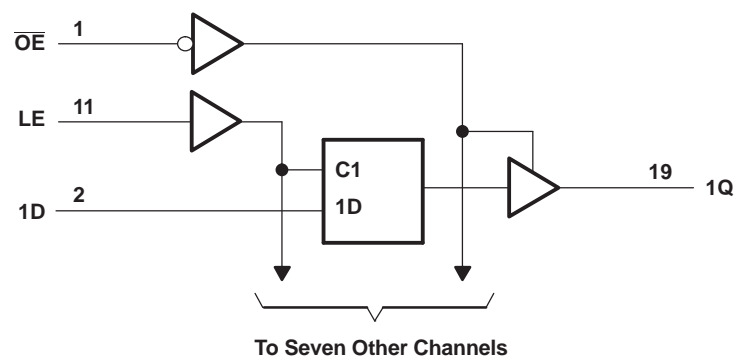 OE 1
LE 11
1D 2
C1
1D
19
1Q
To Seven Other Channels